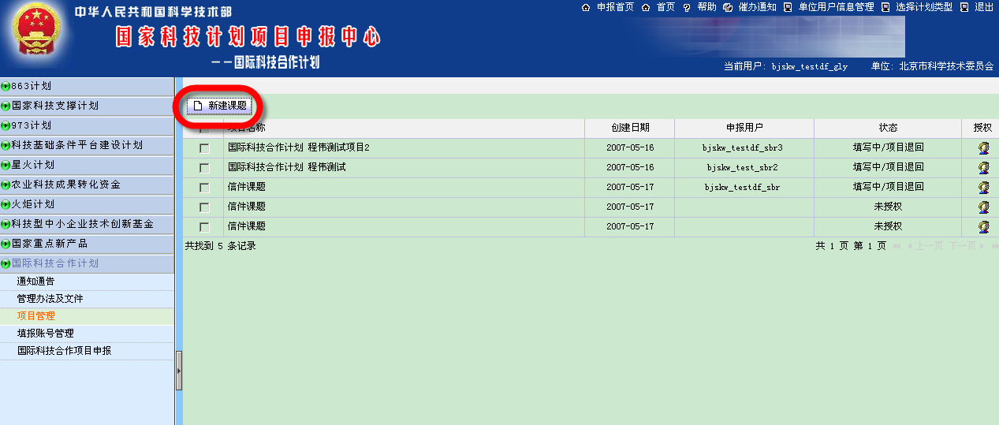 中华人民共和国科学技术部
国家科技计划项目申报中心
——国际科技合作计划
申报首页 首页 帮助 催办通知 单位用户信息管理 选择计划类型 退出
当前用户: bjskw_testdf_gly 单位: 北京市科学技术委员会
863计划
国家科技支撑计划
973计划
科技基础条件平台建设计划
星火计划
农业科技成果转化资金
火炬计划
科技型中小企业技术创新基金
国家重点新产品
国际科技合作计划
通知通告
管理办法及文件
项目管理
填报账号管理
国际科技合作项目申报
新建课题
项目名称 创建日期 申报用户 状态 授权
国际科技合作计划 程伟测试项目2 2007-05-16 bjskw_testdf_sbr3 填写中/项目退回
国际科技合作计划 程伟测试 2007-05-16 bjskw_test_sbr2 填写中/项目退回
信件课题 2007-05-17 bjskw_testdf_sbr 填写中/项目退回
信件课题 2007-05-17 未授权
信件课题 2007-05-17 未授权
共找到 5 条记录 共 1 页 第 1 页 上一页 下一页